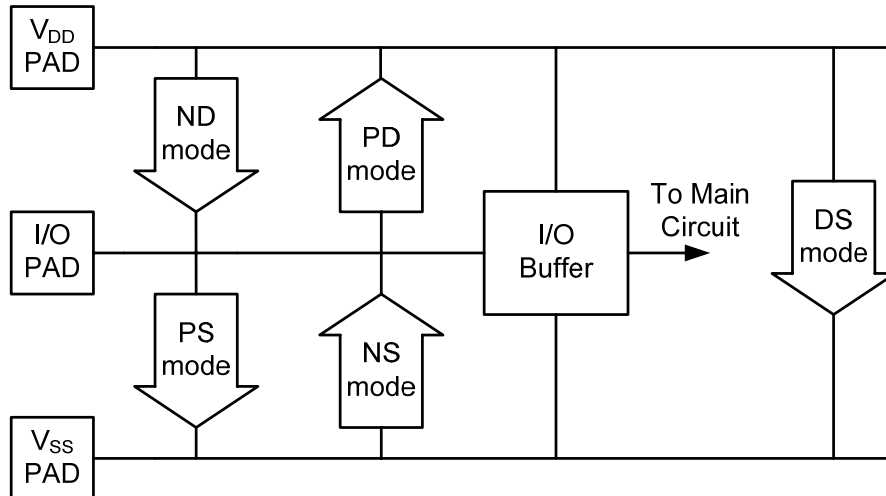 VDD
PAD
ND
mode
PD
mode
I/O
PAD
I/O
Buffer
To Main
Circuit
DS
mode
PS
mode
NS
mode
VSS
PAD